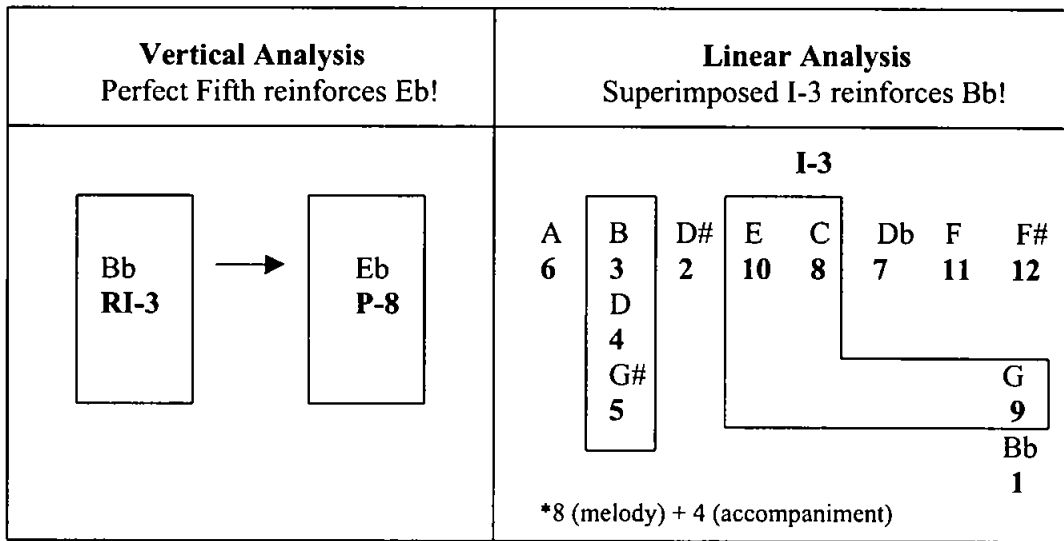 Vertical Analysis
Perfect Fifth reinforces Eb!
Linear Analysis
Superimposed I-3 reinforces Bb!
Bb
RI-3
Eb
P-8
I-3
A B D# E C Db F F#
6 3 2 10 8 7 11 12
D
4
G# G
5 9
Bb
1
*8 (melody) + 4 (accompaniment)